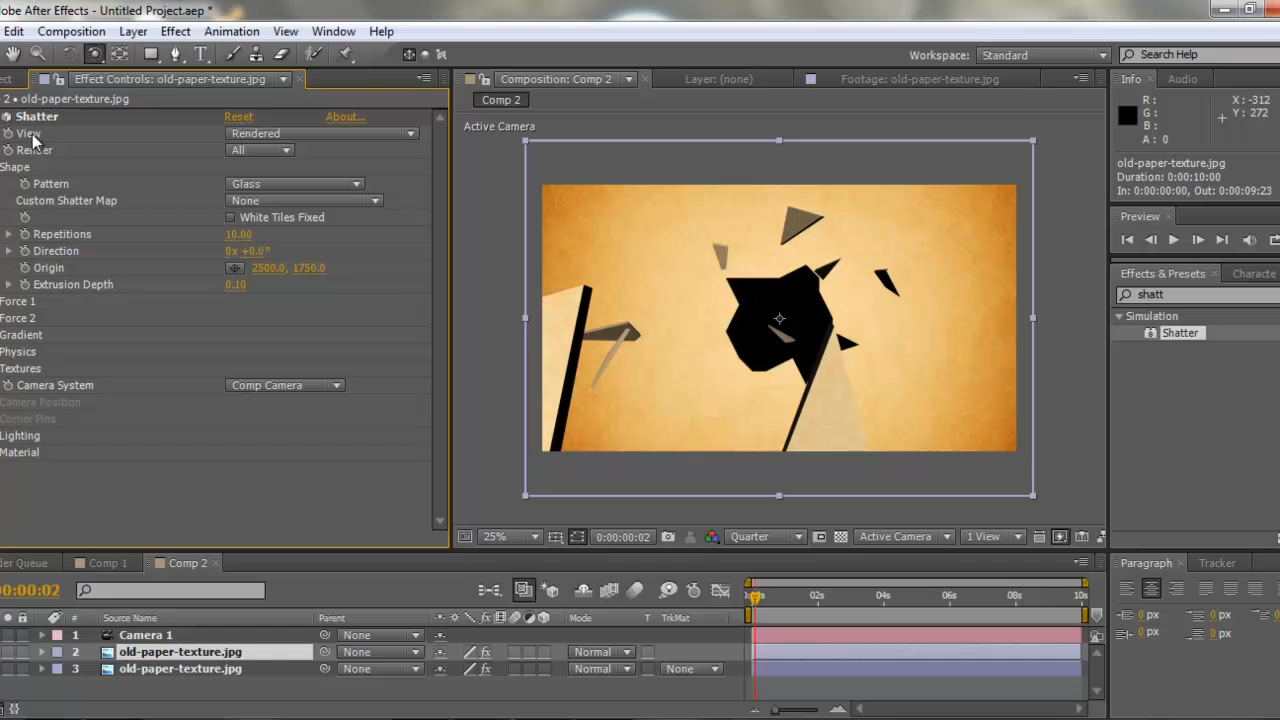 dobe After Effects - Untitled Project.aep *
Edit Composition Layer Effect Animation View Window Help
Workspace: Standard Search Help
ect Effect Controls: old-paper-texture.jpg
Composition: Comp 2 Layer: (none) Footage: old-paper-texture.jpg
Info Audio
2 • old-paper-texture.jpg
Comp 2
Shatter Reset About...
View Rendered
Render All
Shape
Pattern Glass
Custom Shatter Map None
White Tiles Fixed
Repetitions 10.00
Direction 0x +0.0°
Origin 2500.0, 1750.0
Extrusion Depth 0.10
Force 1
Force 2
Gradient
Physics
Textures
Camera System Comp Camera
Camera Position
Corner Pins
Lighting
Material
Active Camera
25% 0:00:00:02 Quarter Active Camera 1 View
R : X : -312
G : Y : 272
B :
A : 0
old-paper-texture.jpg
Duration: 0:00:10:00
In: 0:00:00:00, Out: 0:00:09:23
Preview
Effects & Presets Characte
shatt
Simulation
Shatter
der Queue Comp 1 Comp 2
0:00:00:02
02s 04s 06s 08s 10s
# Source Name Parent Mode T TrkMat
1 Camera 1 None
2 old-paper-texture.jpg None fx Normal
3 old-paper-texture.jpg None fx Normal None
Paragraph Tracker
0 px 0 px
0 px 0 px